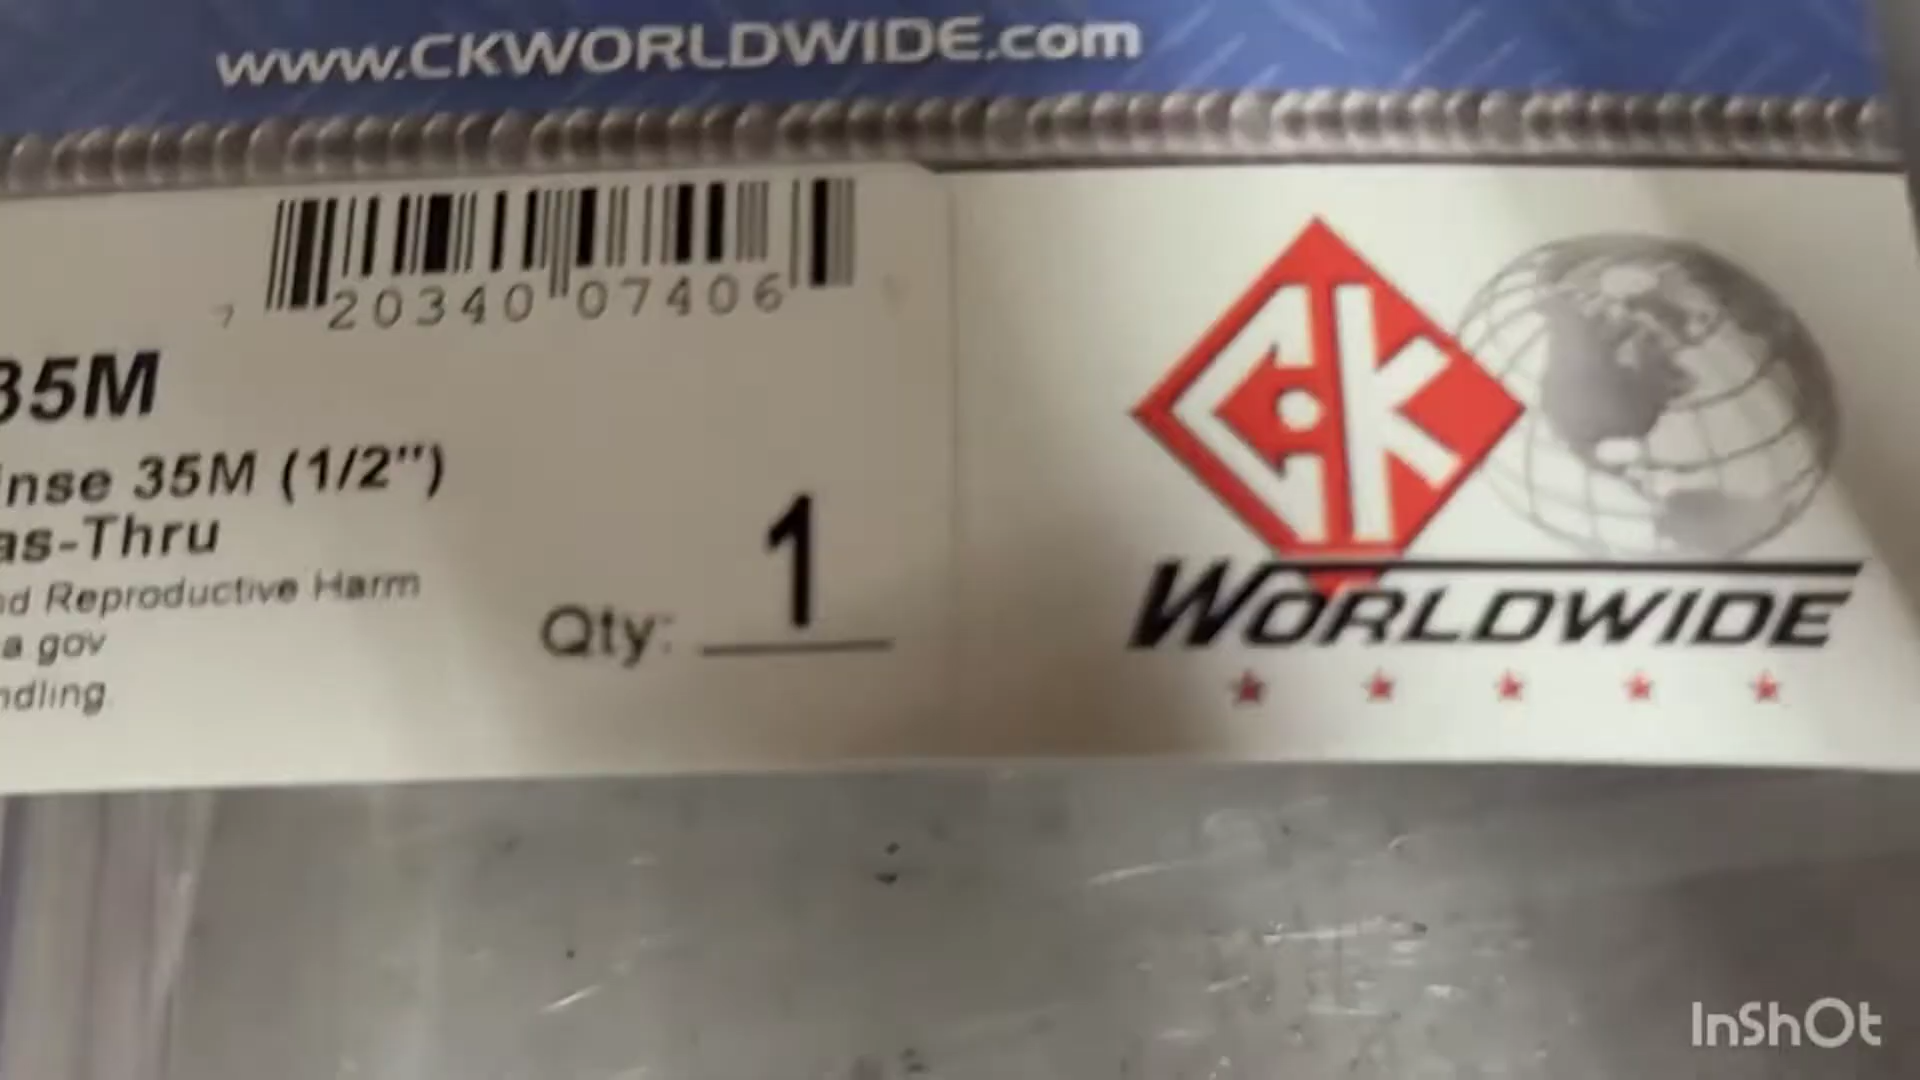 www.CKWORLDWIDE.com
7 20340 07406
35M
nse 35M (1/2")
as-Thru
nd Reproductive Harm
a gov
ndling
Qty: 1
CK
WORLDWIDE
InShOt